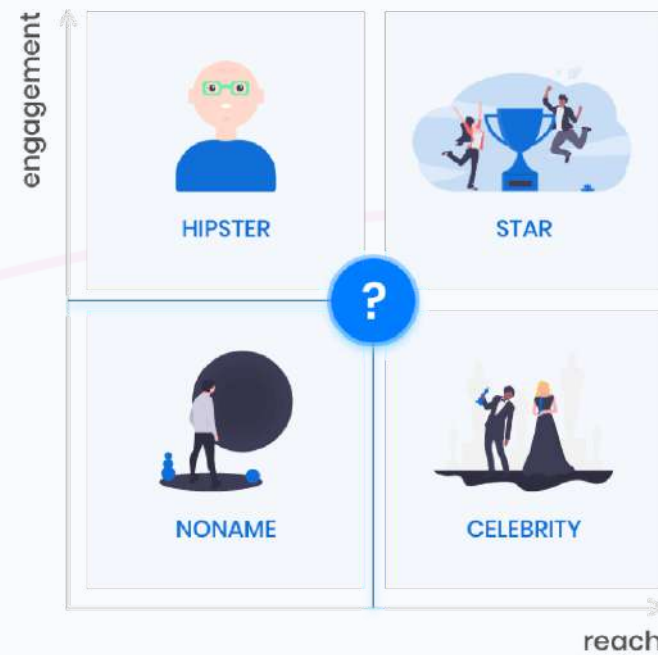 engagement
HIPSTER
STAR
?
NONAME
CELEBRITY
reach